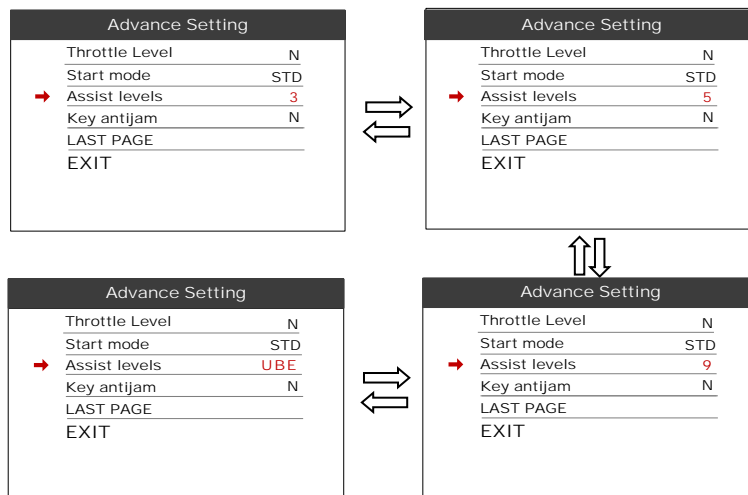 Advance Setting
Throttle Level N
Start mode STD
Assist levels 3
Key antijam N
LAST PAGE
EXIT
Advance Setting
Throttle Level N
Start mode STD
Assist levels 5
Key antijam N
LAST PAGE
EXIT
Advance Setting
Throttle Level N
Start mode STD
Assist levels UBE
Key antijam N
LAST PAGE
EXIT
Advance Setting
Throttle Level N
Start mode STD
Assist levels 9
Key antijam N
LAST PAGE
EXIT